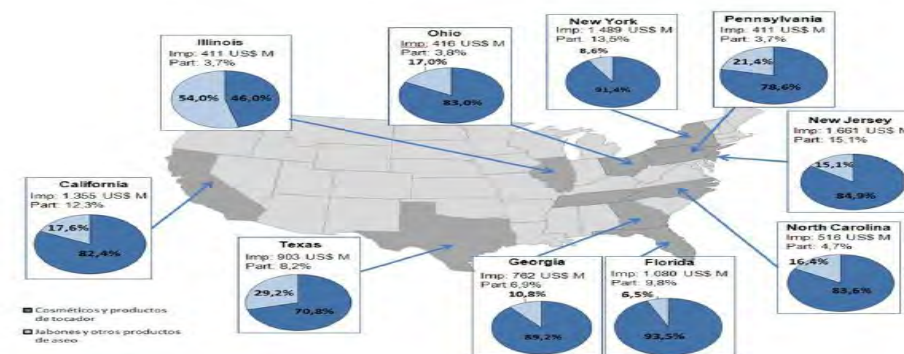 New York
Imp: 1.489 US$ M
Part: 13,5%
8,6%
91,4%
Pennsylvania
Imp: 411 US$ M
Part: 3,7%
21,4%
78,6%
Ohio
Imp: 416 US$ M
Part: 3,8%
17,0%
83,0%
Illinois
Imp: 411 US$ M
Part: 3,7%
54,0%
46,0%
New Jersey
Imp: 1.661 US$ M
Part: 15,1%
15,1%
84,9%
California
Imp: 1.355 US$ M
Part: 12,3%
17,6%
82,4%
North Carolina
Imp: 516 US$ M
Part: 4,7%
16,4%
83,6%
Texas
Imp: 903 US$ M
Part: 8,2%
29,2%
70,8%
Georgia
Imp: 762 US$ M
Part 6,9%
10,8%
89,2%
Florida
Imp: 1.080 US$ M
Part: 9,8%
6,5%
93,5%
Cosméticos y productos
de tocador
Jabones y otros productos
de aseo